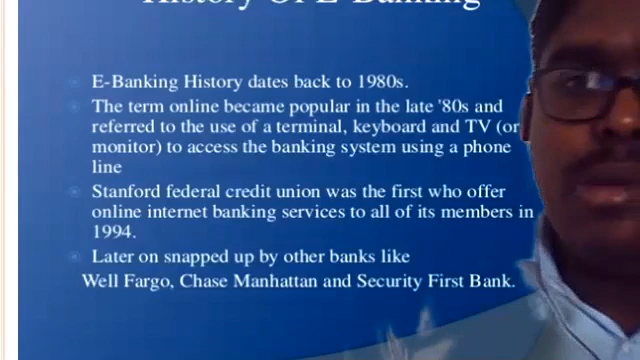 History Of E-Banking
E-Banking History dates back to 1980s.
The term online became popular in the late '80s and
referred to the use of a terminal, keyboard and TV (or
monitor) to access the banking system using a phone
line
Stanford federal credit union was the first who offer
online internet banking services to all of its members in
1994.
Later on snapped up by other banks like
Well Fargo, Chase Manhattan and Security First Bank.